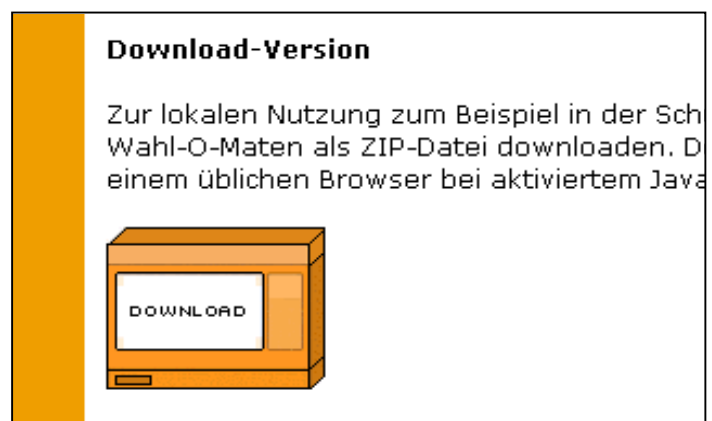 Download-Version
Zur lokalen Nutzung zum Beispiel in der Sch
Wahl-O-Maten als ZIP-Datei downloaden. D
einem üblichen Browser bei aktiviertem Java
DOWNLOAD